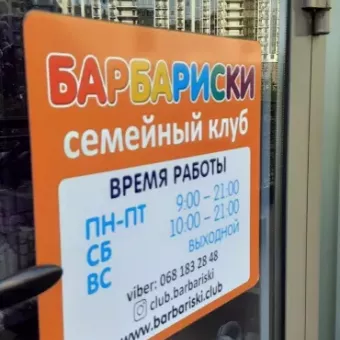 БАРБАРИСКИ
семейный клуб
ВРЕМЯ РАБОТЫ
ПН-ПТ 9:00 – 21:00
СБ 10:00 – 21:00
ВС ВЫХОДНОЙ
viber: 068 183 28 48
club.barbariski
www.barbariski.club